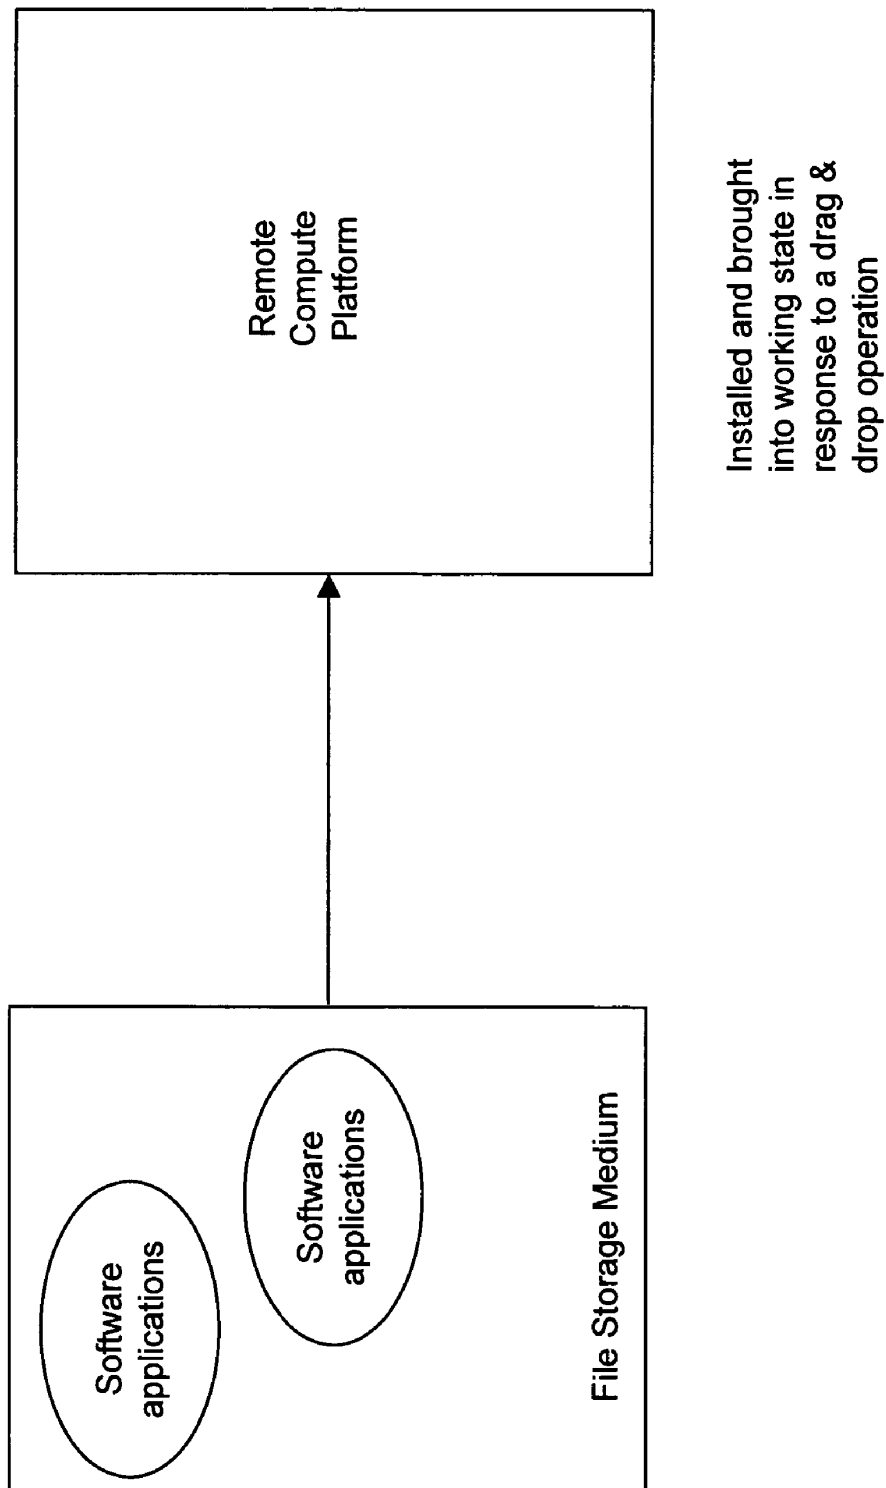 Software
applications
Software
applications
File Storage Medium
Remote
Compute
Platform
Installed and brought
into working state in
response to a drag &
drop operation